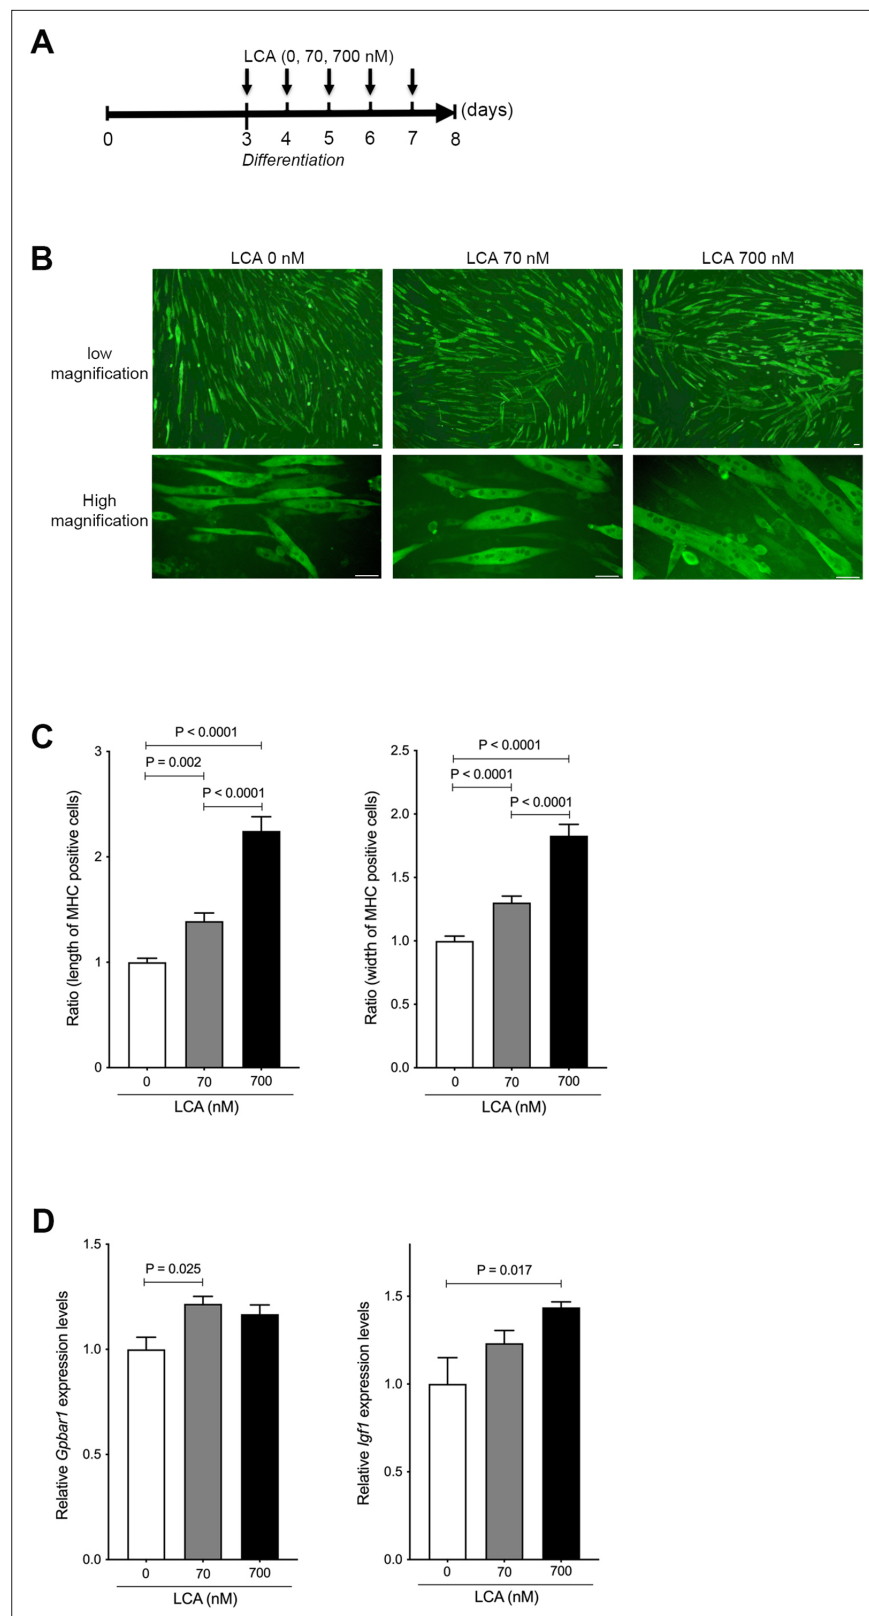 A
LCA (0, 70, 700 nM)
(days)
0 3 4 5 6 7 8
Differentiation
B
LCA 0 nM LCA 70 nM LCA 700 nM
low
magnification
High
magnification
C
Ratio (length of MHC positive cells)
3
2
1
0
P < 0.0001
P = 0.002
P <0.0001
0 70 700
LCA (nM)
Ratio (width of MHC positive cells)
2.5
2.0
1.5
1.0
0.5
0.0
P <0.0001
P <0.0001
P <0.0001
0 70 700
LCA (nM)
D
Relative Gpbar1 expression levels
1.5
1.0
0.5
0.0
P = 0.025
0 70 700
LCA (nM)
Relative Igf1 expression levels
1.5
1.0
0.5
0.0
P = 0.017
0 70 700
LCA (nM)